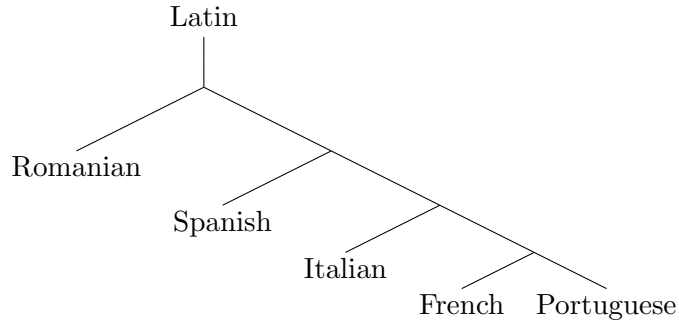 Latin
Romanian
Spanish
Italian
French Portuguese